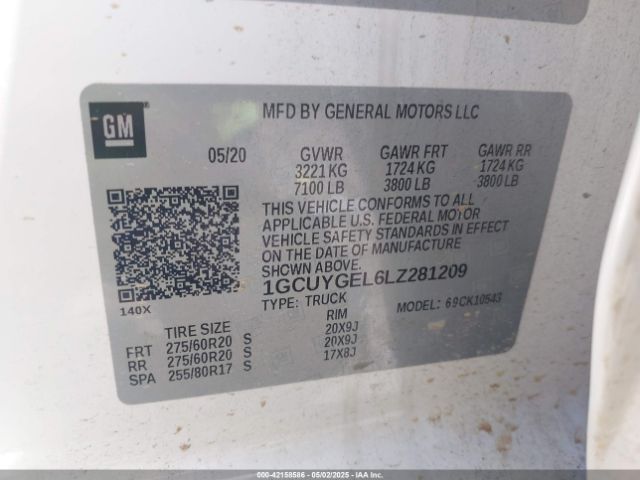 GM
MFD BY GENERAL MOTORS LLC
05/20 GVWR GAWR FRT GAWR RR
3221 KG 1724 KG 1724 KG
7100 LB 3800 LB 3800 LB
THIS VEHICLE CONFORMS TO ALL
APPLICABLE U.S. FEDERAL MOTOR
VEHICLE SAFETY STANDARDS IN EFFECT
ON THE DATE OF MANUFACTURE
SHOWN ABOVE.
1GCUYGEL6LZ281209
TYPE: TRUCK MODEL: 69CK10543
140X
TIRE SIZE RIM
FRT 275/60R20 S 20X9J
RR 275/60R20 S 20X9J
SPA 255/80R17 S 17X8J
000-42158586 - 05/02/2025 - IAAI.COM